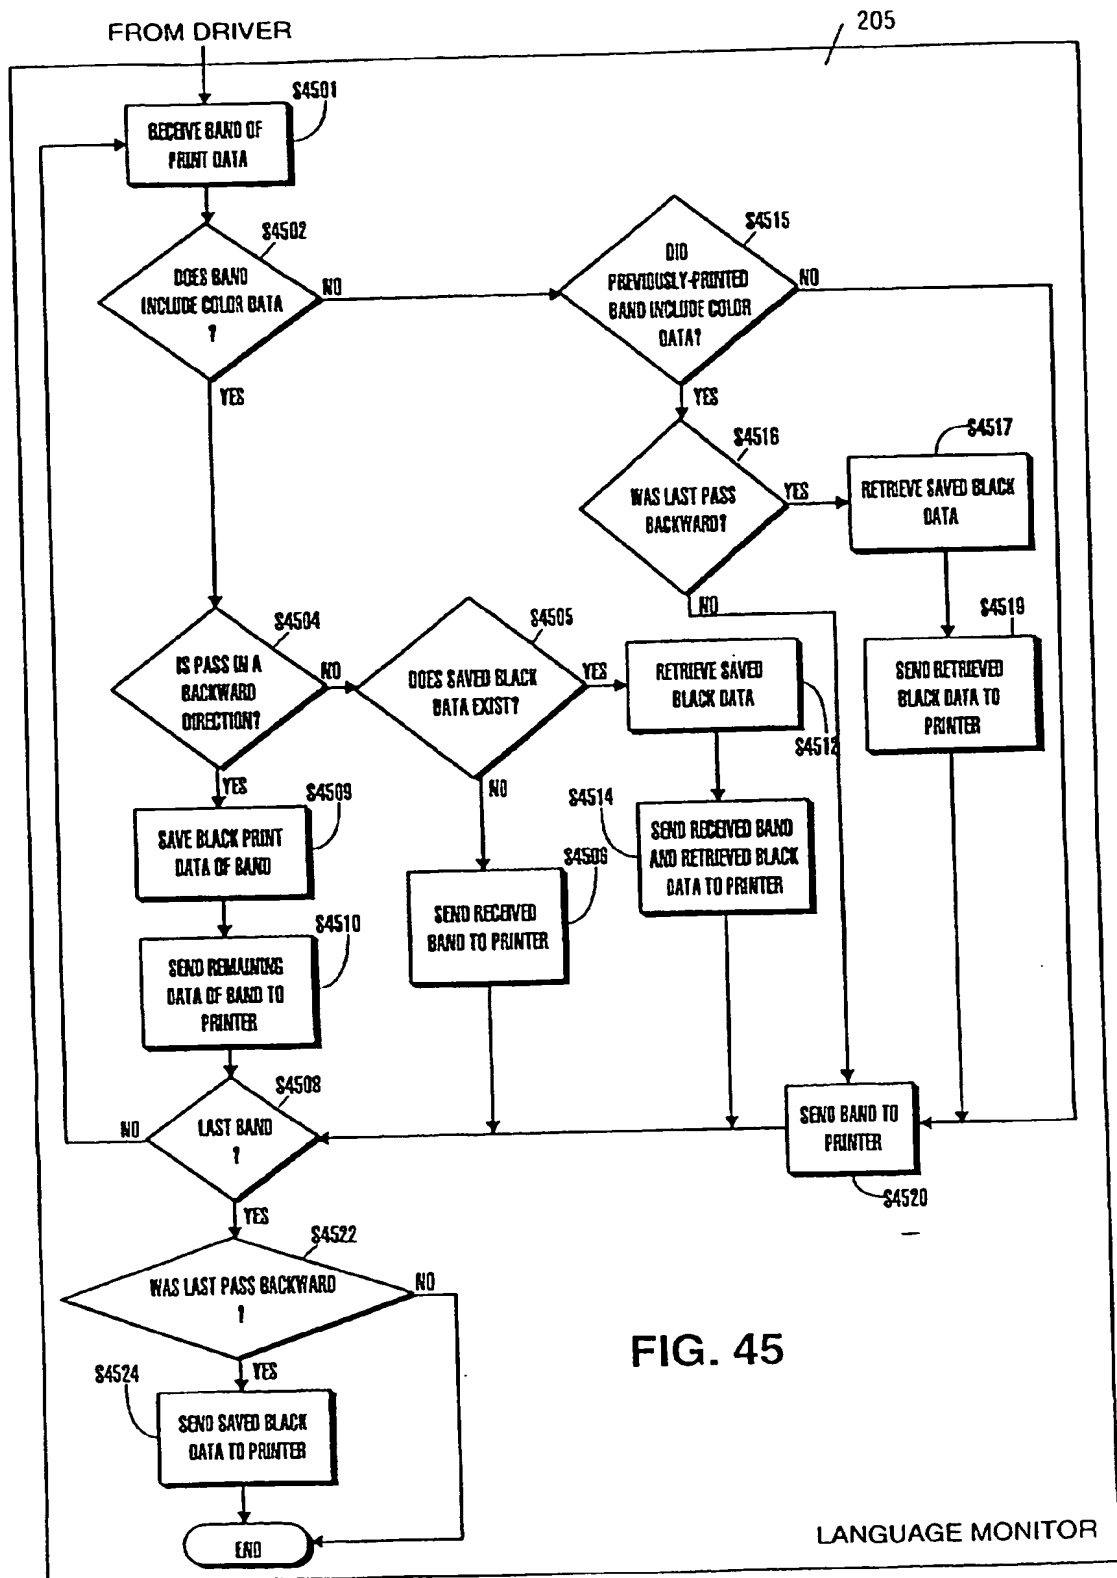 FROM DRIVER
205
S4501
RECEIVE BAND OF
PRINT DATA
S4502
DOES BAND
INCLUDE COLOR DATA
?
NO
YES
S4515
DID
PREVIOUSLY-PRINTED
BAND INCLUDE COLOR
DATA?
NO
YES
S4516
WAS LAST PASS
BACKWARD?
YES
NO
S4517
RETRIEVE SAVED BLACK
DATA
S4519
SEND RETRIEVED
BLACK DATA TO
PRINTER
S4504
IS PASS IN A
BACKWARD
DIRECTION?
NO
YES
S4505
DOES SAVED BLACK
DATA EXIST?
YES
NO
RETRIEVE SAVED
BLACK DATA
S4512
S4509
SAVE BLACK PRINT
DATA OF BAND
S4506
SEND RECEIVED
BAND TO PRINTER
S4514
SEND RECEIVED BAND
AND RETRIEVED BLACK
DATA TO PRINTER
S4510
SEND REMAINING
DATA OF BAND TO
PRINTER
S4508
LAST BAND
?
NO
YES
SEND BAND TO
PRINTER
S4520
S4522
WAS LAST PASS BACKWARD
?
NO
YES
S4524
SEND SAVED BLACK
DATA TO PRINTER
END
FIG. 45
LANGUAGE MONITOR